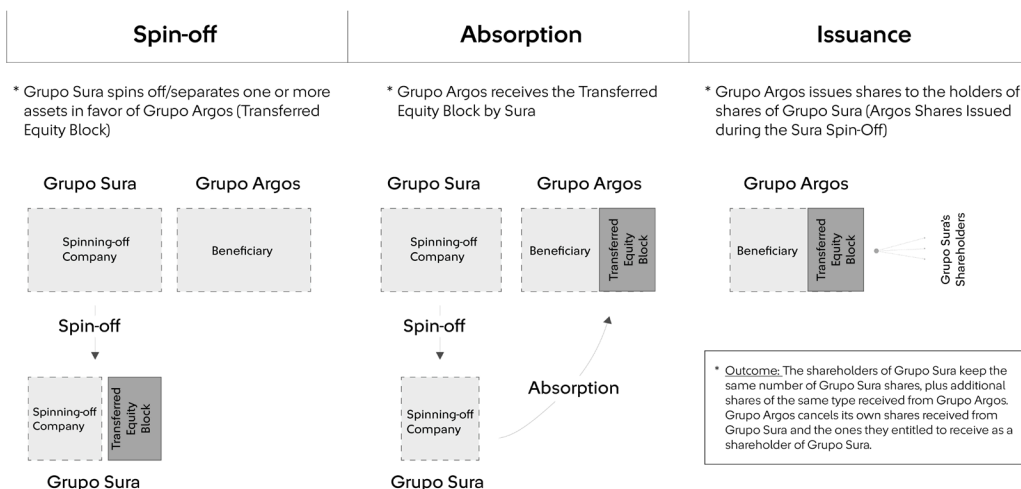 Spin-off
Absorption
Issuance
* Grupo Sura spins off/separates one or more
assets in favor of Grupo Argos (Transferred
Equity Block)
* Grupo Argos receives the Transferred
Equity Block by Sura
* Grupo Argos issues shares to the holders of
shares of Grupo Sura (Argos Shares Issued
during the Sura Spin-Off)
Grupo Sura
Grupo Argos
Spinning-off
Company
Beneficiary
Spin-off
Spinning-off
Company
Transferred
Equity
Block
Grupo Sura
Grupo Sura
Grupo Argos
Spinning-off
Company
Beneficiary
Transferred
Equity
Block
Spin-off
Absorption
Spinning-off
Company
Grupo Sura
Grupo Argos
Beneficiary
Transferred
Equity
Block
Grupo Sura's
Shareholders
* Outcome: The shareholders of Grupo Sura keep the
same number of Grupo Sura shares, plus additional
shares of the same type received from Grupo Argos.
Grupo Argos cancels its own shares received from
Grupo Sura and the ones they entitled to receive as a
shareholder of Grupo Sura.